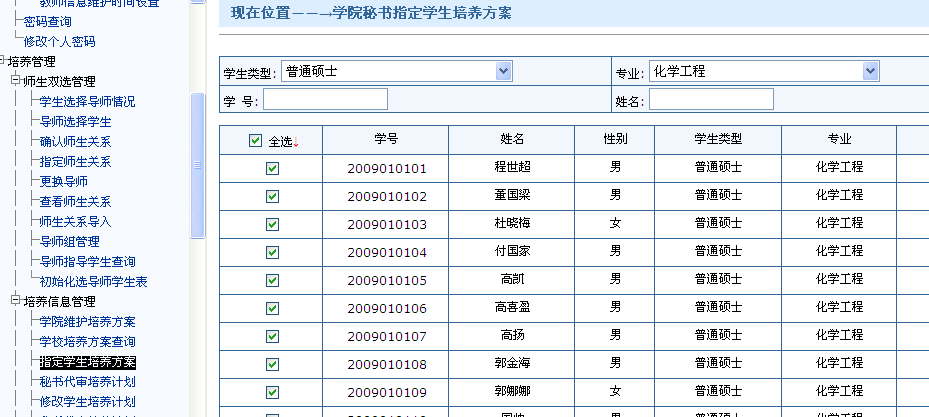 教师信息维护时间设置
密码查询
修改个人密码
培养管理
师生双选管理
学生选择导师情况
导师选择学生
确认师生关系
指定师生关系
更换导师
查看师生关系
师生关系导入
导师组管理
导师指导学生查询
初始化选导师学生表
培养信息管理
学院维护培养方案
学校培养方案查询
指定学生培养方案
秘书代审培养计划
修改学生培养计划
现在位置——→学院秘书指定学生培养方案
学生类型: 普通硕士 专业: 化学工程
学 号: 姓名:
全选↓ 学号 姓名 性别 学生类型 专业
2009010101 程世超 男 普通硕士 化学工程
2009010102 董国梁 男 普通硕士 化学工程
2009010103 杜晓梅 女 普通硕士 化学工程
2009010104 付国家 男 普通硕士 化学工程
2009010105 高凯 男 普通硕士 化学工程
2009010106 高喜盈 男 普通硕士 化学工程
2009010107 高扬 男 普通硕士 化学工程
2009010108 郭金海 男 普通硕士 化学工程
2009010109 郭娜娜 女 普通硕士 化学工程